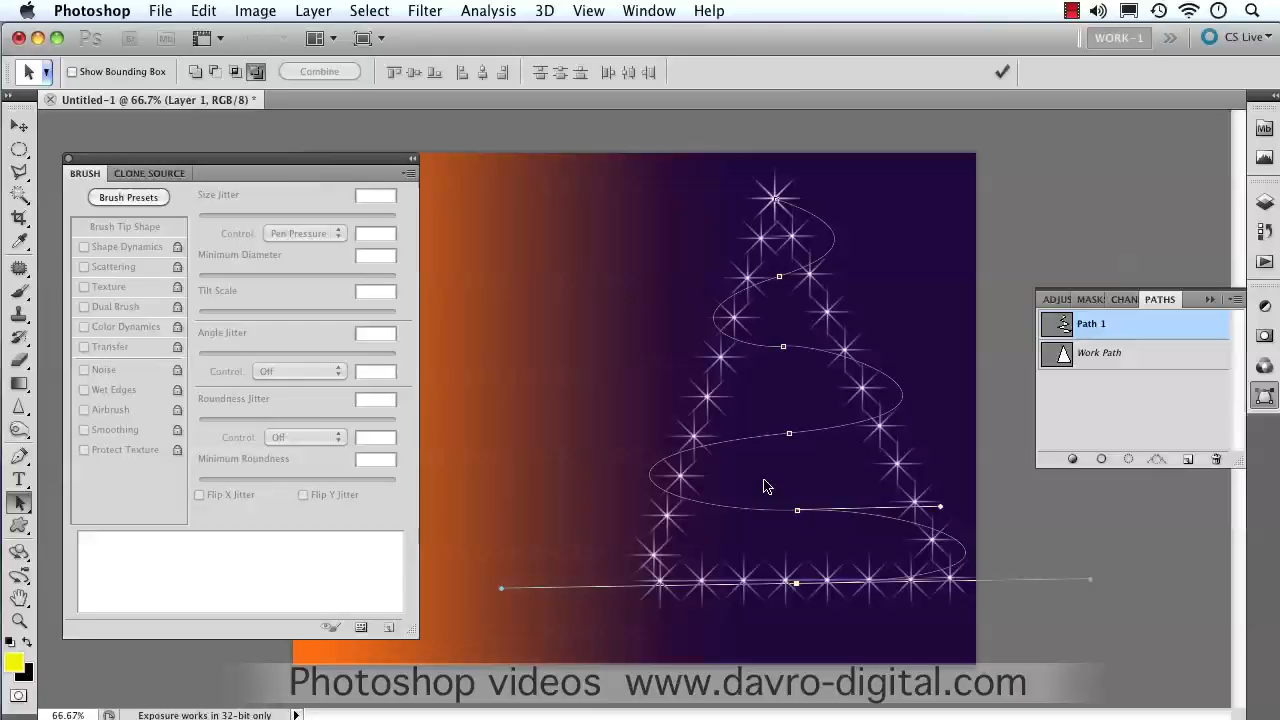 Photoshop File Edit Image Layer Select Filter Analysis 3D View Window Help
Ps Br Mb WORK-1 CS Live
Show Bounding Box Combine
Untitled-1 @ 66.7% (Layer 1, RGB/8) *
BRUSH CLONE SOURCE
Brush Presets
Size Jitter
Brush Tip Shape
Control: Pen Pressure
Shape Dynamics
Minimum Diameter
Scattering
Texture
Tilt Scale
Dual Brush
Color Dynamics
Angle Jitter
Transfer
Noise
Control: Off
Wet Edges
Roundness Jitter
Airbrush
Smoothing
Control: Off
Protect Texture
Minimum Roundness
Flip X Jitter Flip Y Jitter
Mb
ADJUS MASK CHAN PATHS
Path 1
Work Path
T
Photoshop videos www.davro-digital.com
66.67% Exposure works in 32-bit only